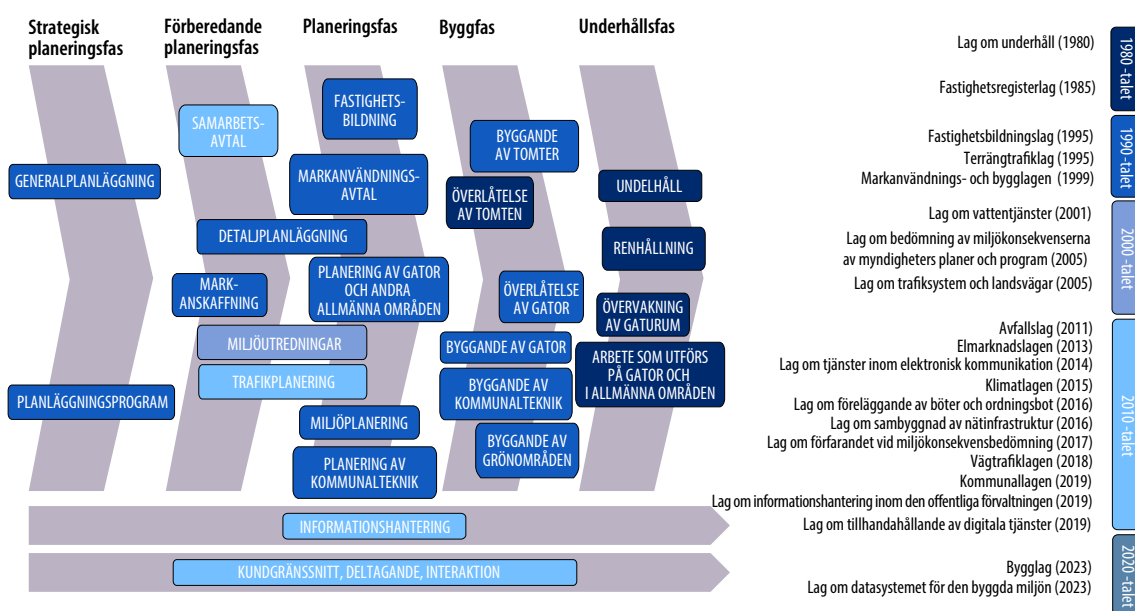 Strategisk
planeringsfas
Förberedande
planeringsfas
Planeringsfas
Byggfas
Underhållsfas
GENERALPLANLÄGGNING
PLANLÄGGNINGSPROGRAM
SAMARBETS-
AVTAL
DETALJPLANLÄGGNING
MARK-
ANSKAFFNING
MILJÖUTREDNINGAR
TRAFIKPLANERING
FASTIGHETS-
BILDNING
MARKANVÄNDNINGS-
AVTAL
PLANERING AV GATOR
OCH ANDRA
ALLMÄNNA OMRÅDEN
MILJÖPLANERING
PLANERING AV
KOMMUNALTEKNIK
BYGGANDE
AV TOMTER
ÖVERLÅTELSE
AV TOMTEN
ÖVERLÅTELSE
AV GATOR
BYGGANDE AV GATOR
BYGGANDE AV
KOMMUNALTEKNIK
BYGGANDE AV
GRÖNOMRÅDEN
UNDELHÅLL
RENHÅLLNING
ÖVERVAKNING
AV GATURUM
ARBETE SOM UTFÖRS
PÅ GATOR OCH
I ALLMÄNNA OMRÅDEN
INFORMATIONSHANTERING
KUNDGRÄNSSNITT, DELTAGANDE, INTERAKTION
Lag om underhåll (1980)
Fastighetsregisterlag (1985)
1980 -talet
Fastighetsbildningslag (1995)
Terrängtrafiklag (1995)
Markanvändnings- och bygglagen (1999)
1990 -talet
Lag om vattentjänster (2001)
Lag om bedömning av miljökonsekvenserna
av myndigheters planer och program (2005)
Lag om trafiksystem och landsvägar (2005)
2000 -talet
Avfallslag (2011)
Elmarknadslagen (2013)
Lag om tjänster inom elektronisk kommunikation (2014)
Klimatlagen (2015)
Lag om föreläggande av böter och ordningsbot (2016)
Lag om sambyggnad av nätinfrastruktur (2016)
Lag om förfarandet vid miljökonsekvensbedömning (2017)
Vägtrafiklagen (2018)
Kommunallagen (2019)
Lag om informationshantering inom den offentliga förvaltningen (2019)
Lag om tillhandahållande av digitala tjänster (2019)
2010 -talet
Bygglag (2023)
Lag om datasystemet för den byggda miljön (2023)
2020 -talet